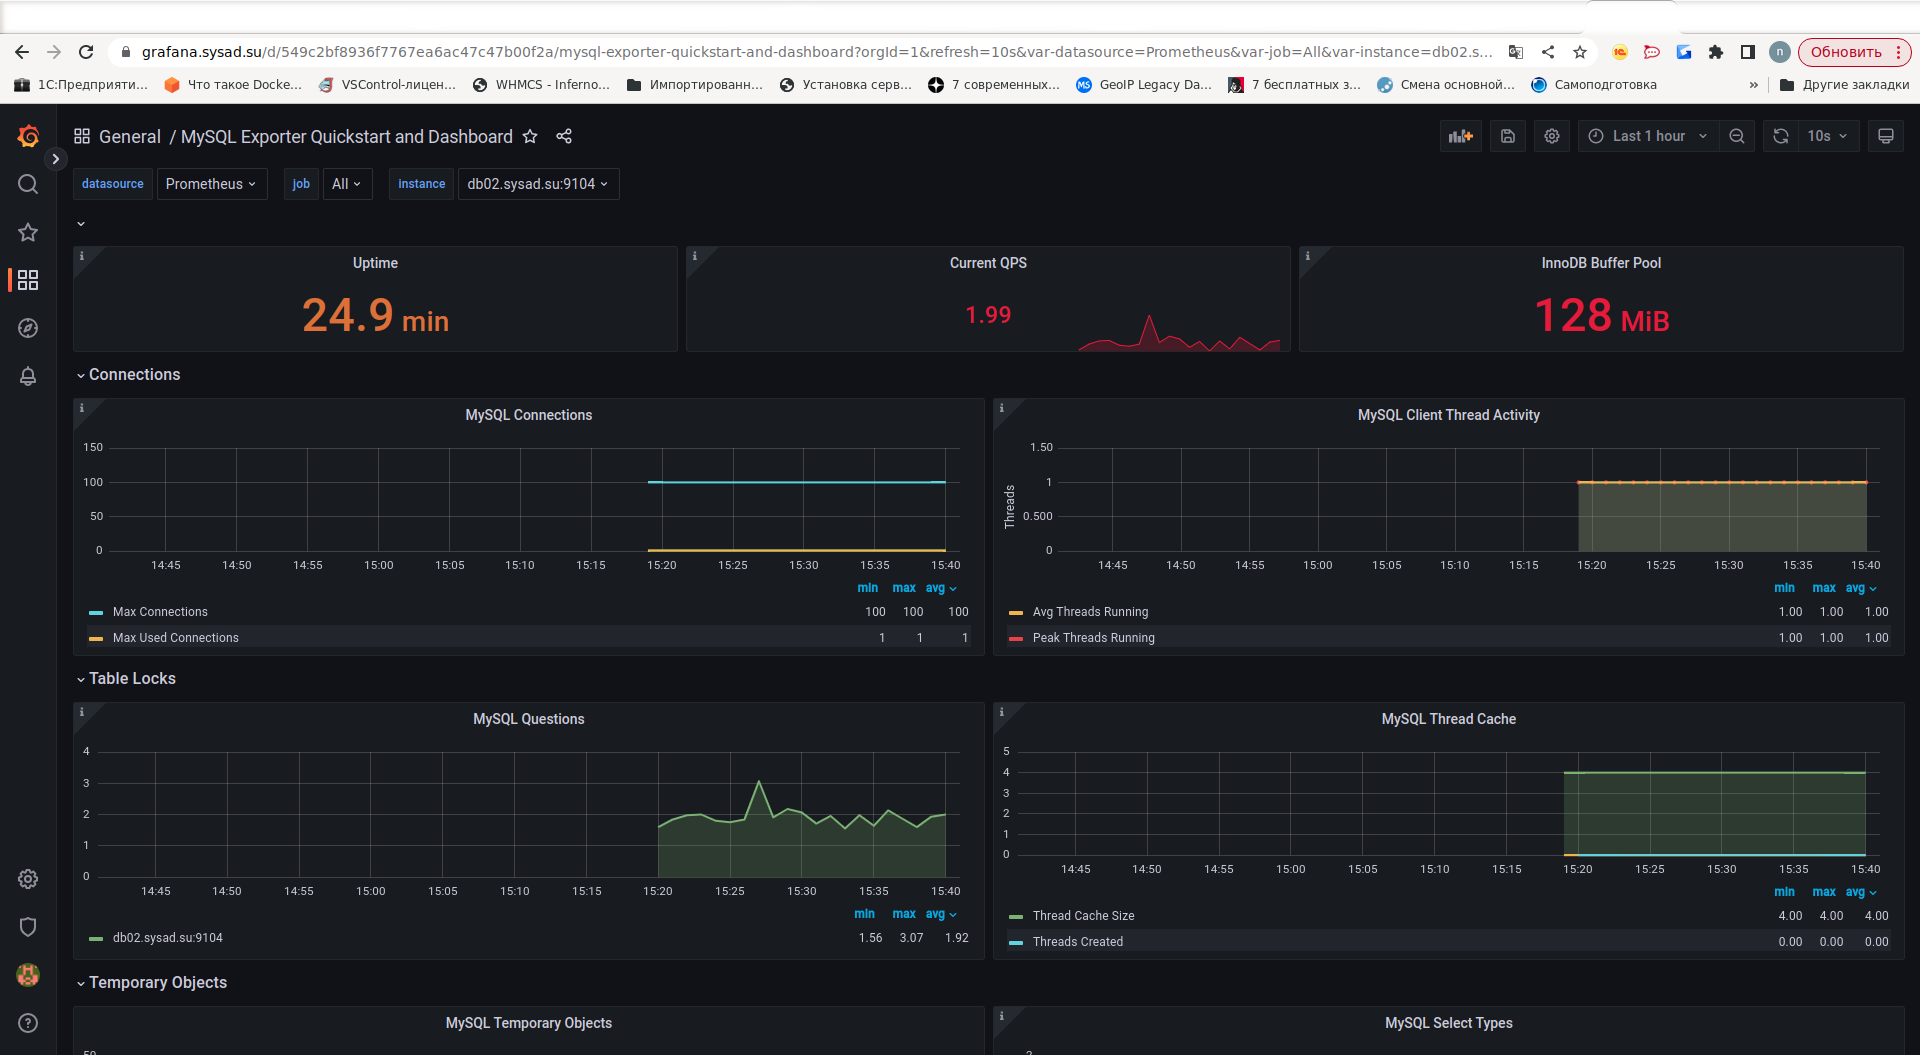 grafana.sysad.su/d/549c2bf8936f7767ea6ac47c47b00f2a/mysql-exporter-quickstart-and-dashboard?orgId=1&refresh=10s&var-datasource=Prometheus&var-job=All&var-instance=db02.s...
n
Обновить
1С:Предприяти...
Что такое Docke...
VSControl-лицен...
WHMCS - Inferno...
Импортированн...
Установка серв...
7 современных...
GeoIP Legacy Da...
7 бесплатных з...
Смена основной...
Самоподготовка
»
Другие закладки
General / MySQL Exporter Quickstart and Dashboard
Last 1 hour
10s
datasource Prometheus job All instance db02.sysad.su:9104
Uptime
24.9 min
Current QPS
1.99
InnoDB Buffer Pool
128 MiB
Connections
MySQL Connections
150
100
50
0
14:45 14:50 14:55 15:00 15:05 15:10 15:15 15:20 15:25 15:30 15:35 15:40
min max avg
Max Connections 100 100 100
Max Used Connections 1 1 1
MySQL Client Thread Activity
Threads
1.50
1
0.500
0
14:45 14:50 14:55 15:00 15:05 15:10 15:15 15:20 15:25 15:30 15:35 15:40
min max avg
Avg Threads Running 1.00 1.00 1.00
Peak Threads Running 1.00 1.00 1.00
Table Locks
MySQL Questions
4
3
2
1
0
14:45 14:50 14:55 15:00 15:05 15:10 15:15 15:20 15:25 15:30 15:35 15:40
min max avg
db02.sysad.su:9104 1.56 3.07 1.92
MySQL Thread Cache
5
4
3
2
1
0
14:45 14:50 14:55 15:00 15:05 15:10 15:15 15:20 15:25 15:30 15:35 15:40
min max avg
Thread Cache Size 4.00 4.00 4.00
Threads Created 0.00 0.00 0.00
Temporary Objects
MySQL Temporary Objects
MySQL Select Types